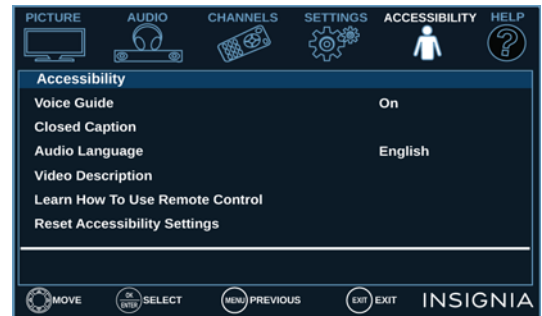 PICTURE AUDIO CHANNELS SETTINGS ACCESSIBILITY HELP
?
Accessibility
Voice Guide On
Closed Caption
Audio Language English
Video Description
Learn How To Use Remote Control
Reset Accessibility Settings
MOVE OK ENTER SELECT MENU PREVIOUS EXIT EXIT INSIGNIA